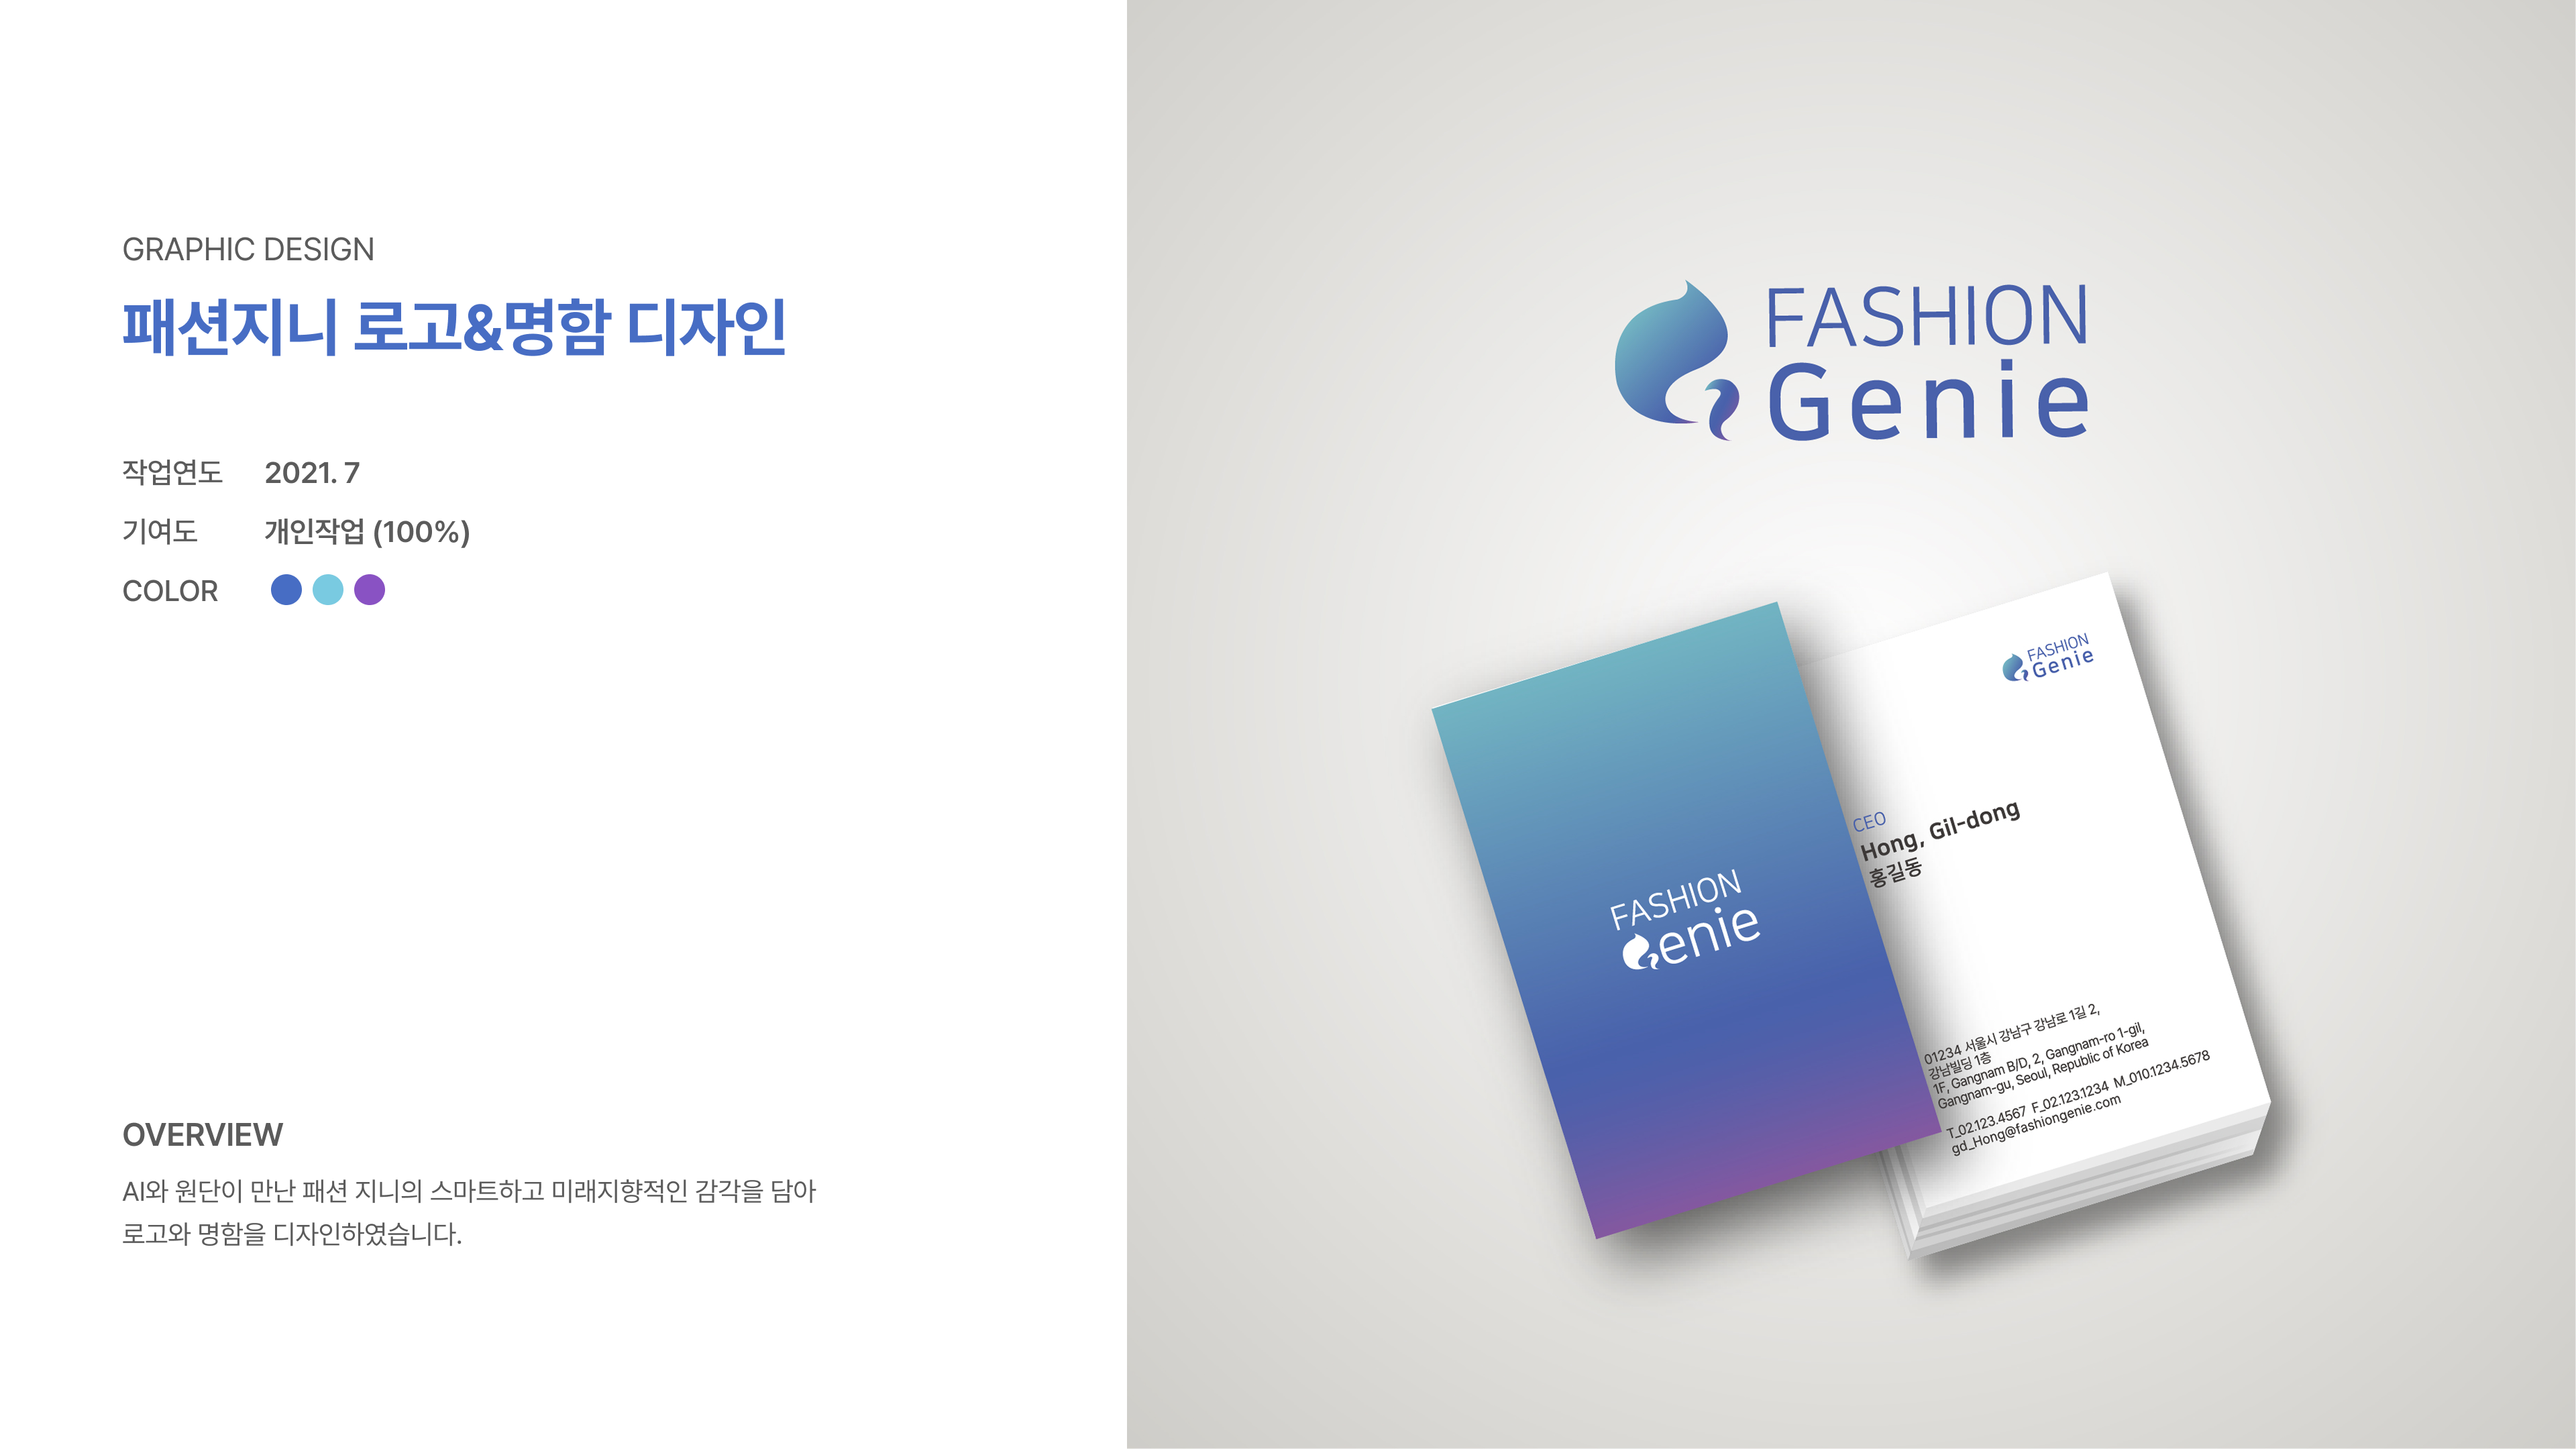 GRAPHIC DESIGN
패션지니 로고&명함 디자인
작업연도 2021. 7
기여도 개인작업 (100%)
COLOR
OVERVIEW
AI와 원단이 만난 패션 지니의 스마트하고 미래지향적인 감각을 담아
로고와 명함을 디자인하였습니다.
FASHION
Genie
FASHION
Genie
FASHION
Genie
CEO
Hong, Gil-dong
홍길동
01234 서울시 강남구 강남로 1길 2,
강남빌딩 1층
1F, Gangnam B/D, 2, Gangnam-ro 1-gil,
Gangnam-gu, Seoul, Republic of Korea
T_02.123.4567 F_02.123.1234 M_010.1234.5678
gd_Hong@fashiongenie.com